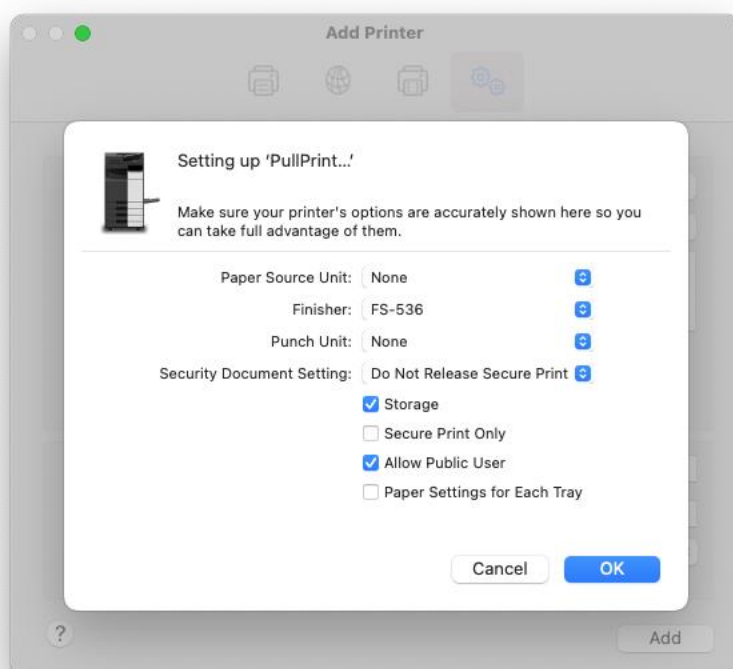 Add Printer
Setting up 'PullPrint...'
Make sure your printer's options are accurately shown here so you
can take full advantage of them.
Paper Source Unit: None
Finisher: FS-536
Punch Unit: None
Security Document Setting: Do Not Release Secure Print
Storage
Secure Print Only
Allow Public User
Paper Settings for Each Tray
Cancel OK
? Add